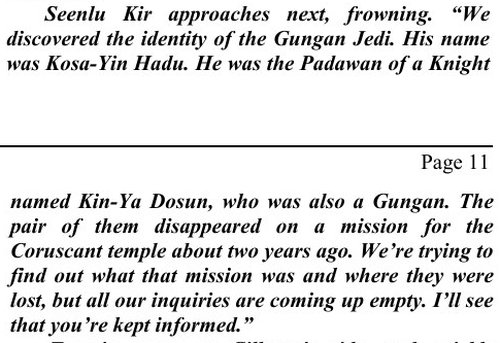 Seenlu Kir approaches next, frowning. “We
discovered the identity of the Gungan Jedi. His name
was Kosa-Yin Hadu. He was the Padawan of a Knight
Page 11
named Kin-Ya Dosun, who was also a Gungan. The
pair of them disappeared on a mission for the
Coruscant temple about two years ago. We’re trying to
find out what that mission was and where they were
lost, but all our inquiries are coming up empty. I’ll see
that you’re kept informed.”